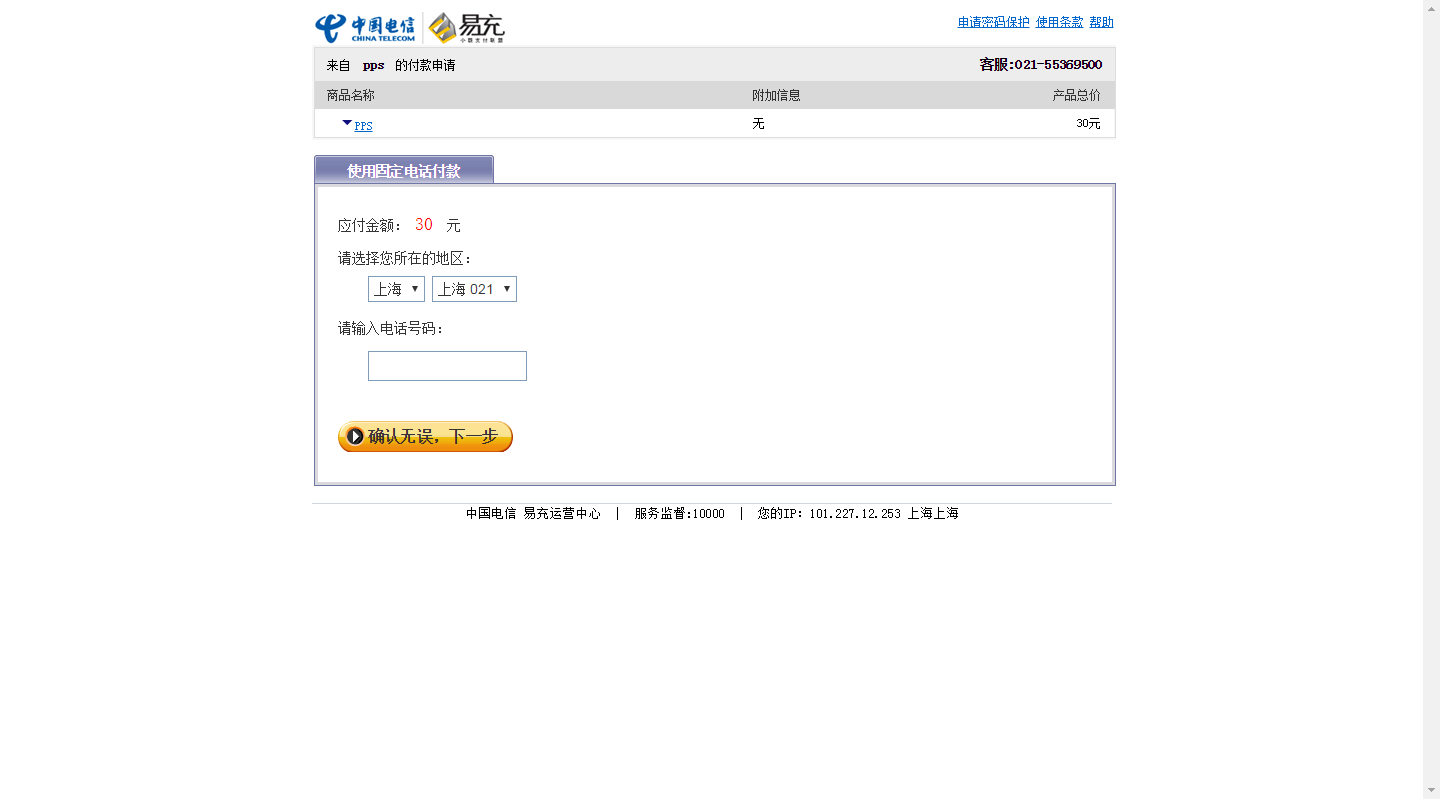 中国电信 CHINA TELECOM 易充 小额支付联盟
申请密码保护 使用条款 帮助
来自 pps 的付款申请 客服:021-55369500
商品名称 附加信息 产品总价
PPS 无 30元
使用固定电话付款
应付金额： 30 元
请选择您所在的地区：
上海 上海 021
请输入电话号码：
确认无误，下一步
中国电信 易充运营中心 | 服务监督:10000 | 您的IP：101.227.12.253 上海上海